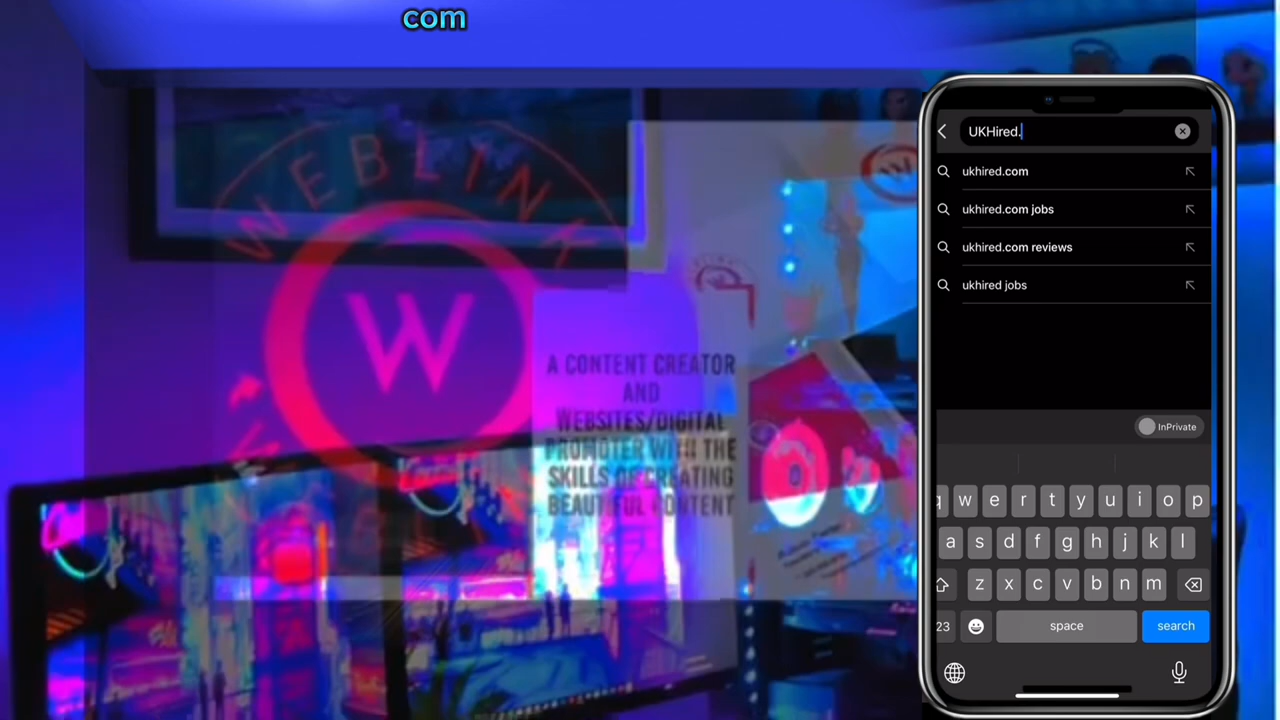 com
WEBLINK
W
A CONTENT CREATOR
AND
WEBSITES/DIGITAL
PROMOTER WITH THE
SKILLS OF CREATING
BEAUTIFUL CONTENT
UKHired.
ukhired.com
ukhired.com jobs
ukhired.com reviews
ukhired jobs
InPrivate
q w e r t y u i o p
a s d f g h j k l
z x c v b n m
23 space search